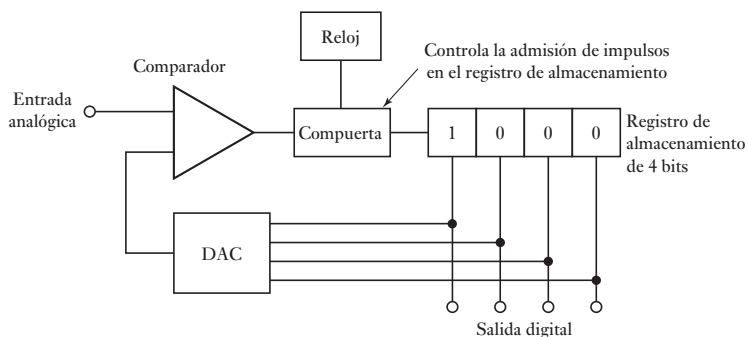 Reloj
Controla la admisión de impulsos
en el registro de almacenamiento
Comparador
Entrada
analógica
Compuerta
1 0 0 0
Registro de
almacenamiento
de 4 bits
DAC
Salida digital